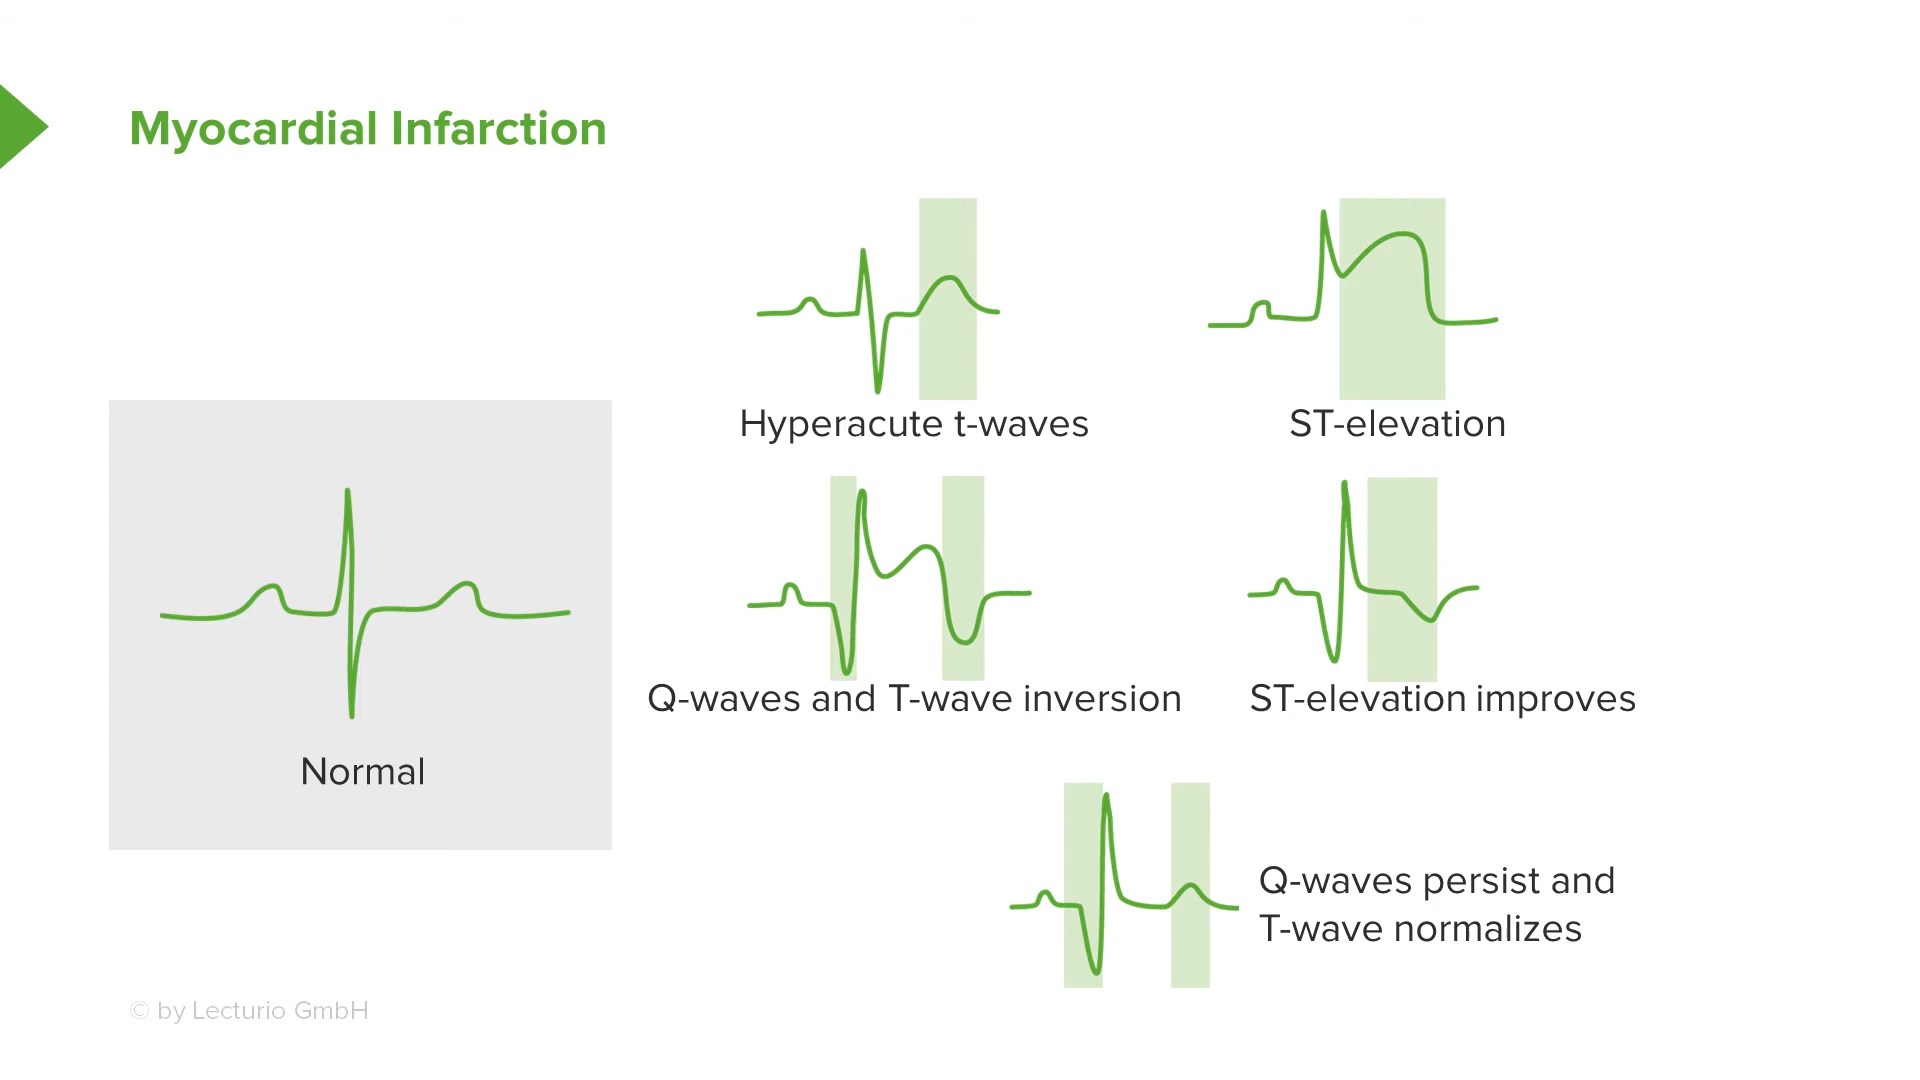 Myocardial Infarction
Hyperacute t-waves
ST-elevation
Q-waves and T-wave inversion
ST-elevation improves
Normal
Q-waves persist and
T-wave normalizes
© by Lecturio GmbH